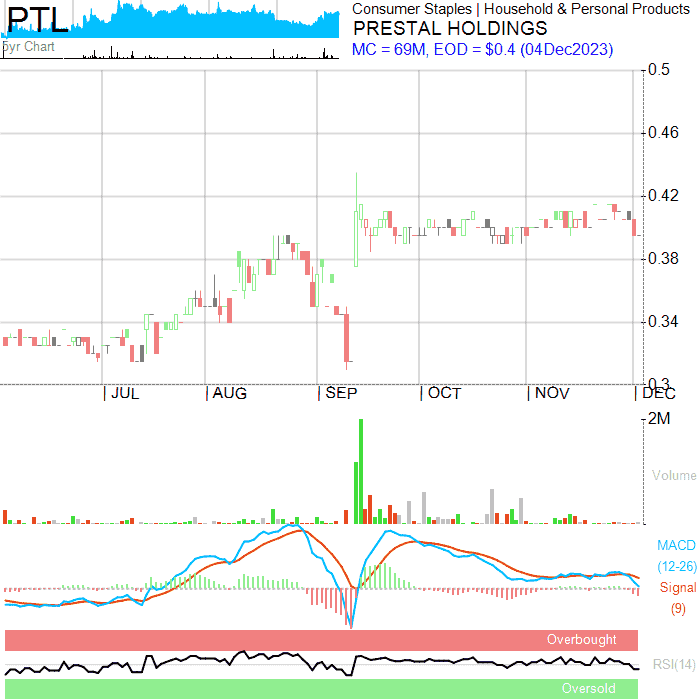 PTL
5yr Chart
Consumer Staples | Household & Personal Products
PRESTAL HOLDINGS
MC = 69M, EOD = $0.4 (04Dec2023)
0.5
0.46
0.42
0.38
0.34
0.3
| JUL
| AUG
| SEP
| OCT
| NOV
| DEC
2M
Volume
MACD
(12-26)
Signal
(9)
Overbought
RSI(14)
Oversold